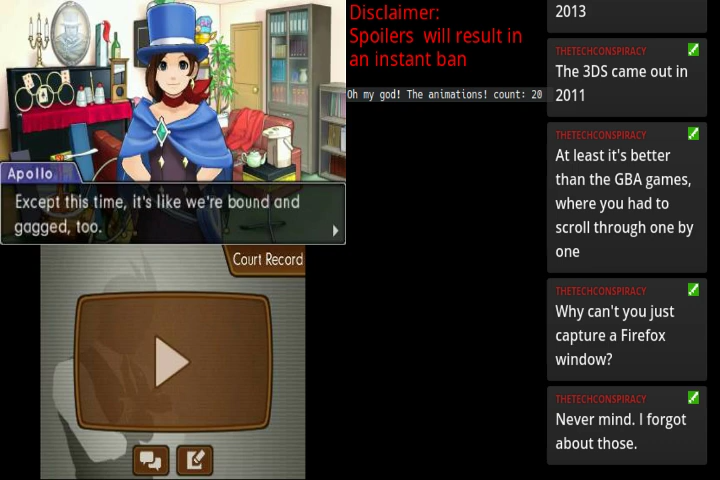 Disclaimer:
Spoilers will result in
an instant ban
Oh my god! The animations! count: 20
Apollo
Except this time, it's like we're bound and
gagged, too.
Court Record
2013
THETECHCONSPIRACY
The 3DS came out in
2011
THETECHCONSPIRACY
At least it's better
than the GBA games,
where you had to
scroll through one by
one
THETECHCONSPIRACY
Why can't you just
capture a Firefox
window?
THETECHCONSPIRACY
Never mind. I forgot
about those.